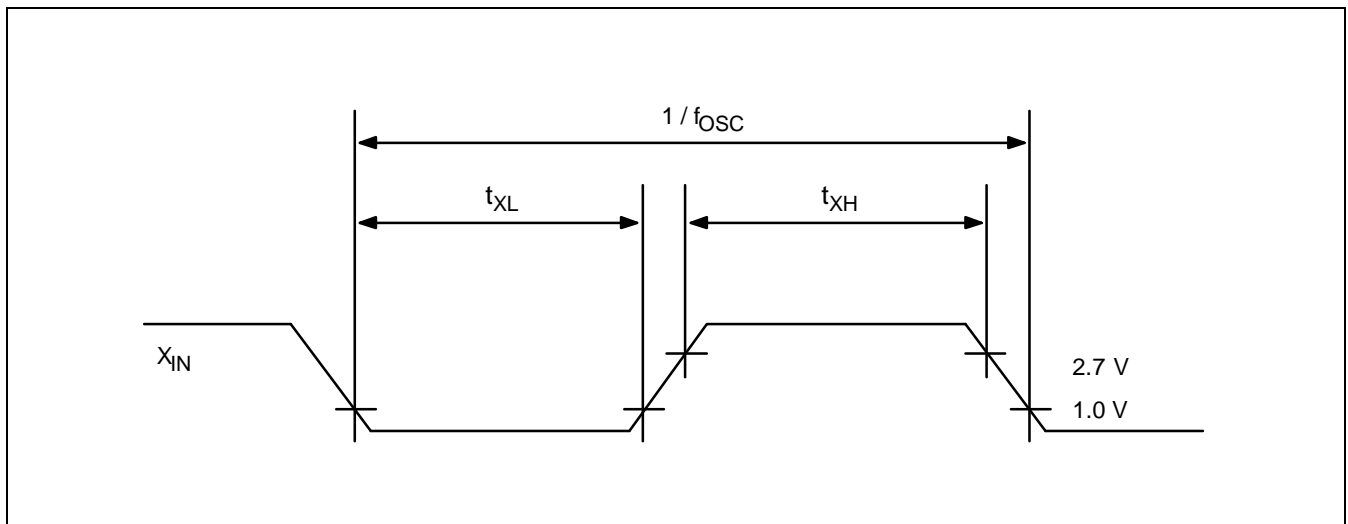 1 / fOSC
tXL
tXH
XIN
2.7 V
1.0 V